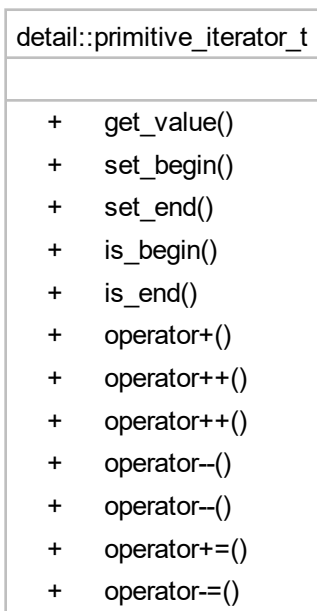 detail::primitive_iterator_t
+ get_value()
+ set_begin()
+ set_end()
+ is_begin()
+ is_end()
+ operator+()
+ operator++()
+ operator++()
+ operator--()
+ operator--()
+ operator+=()
+ operator-=()